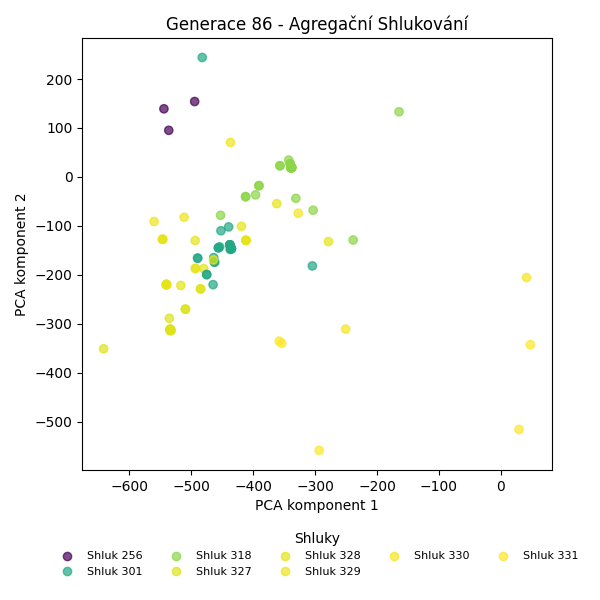 Generace 86 - Agregační Shlukování
PCA komponent 2
200
100
0
−100
−200
−300
−400
−500
−600 −500 −400 −300 −200 −100 0
PCA komponent 1
Shluky
Shluk 256 Shluk 318 Shluk 328 Shluk 330 Shluk 331
Shluk 301 Shluk 327 Shluk 329